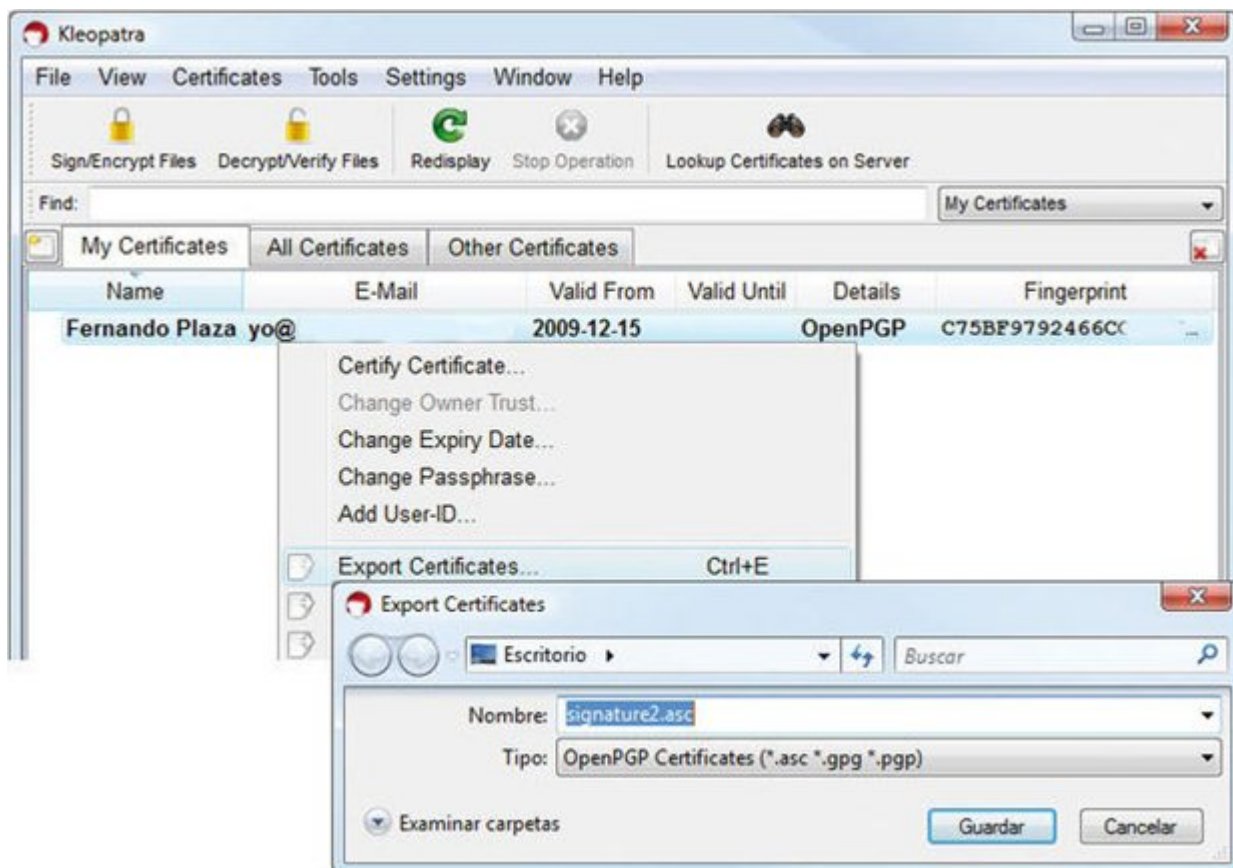 Kleopatra
File View Certificates Tools Settings Window Help
Sign/Encrypt Files Decrypt/Verify Files Redisplay Stop Operation Lookup Certificates on Server
Find: My Certificates
My Certificates All Certificates Other Certificates
Name E-Mail Valid From Valid Until Details Fingerprint
Fernando Plaza yo@ 2009-12-15 OpenPGP C75BF9792466C ...
Certify Certificate...
Change Owner Trust...
Change Expiry Date...
Change Passphrase...
Add User-ID...
Export Certificates... Ctrl+E
Export Certificates
Escritorio Buscar
Nombre: signature2.asc
Tipo: OpenPGP Certificates (*.asc *.gpg *.pgp)
Examinar carpetas Guardar Cancelar